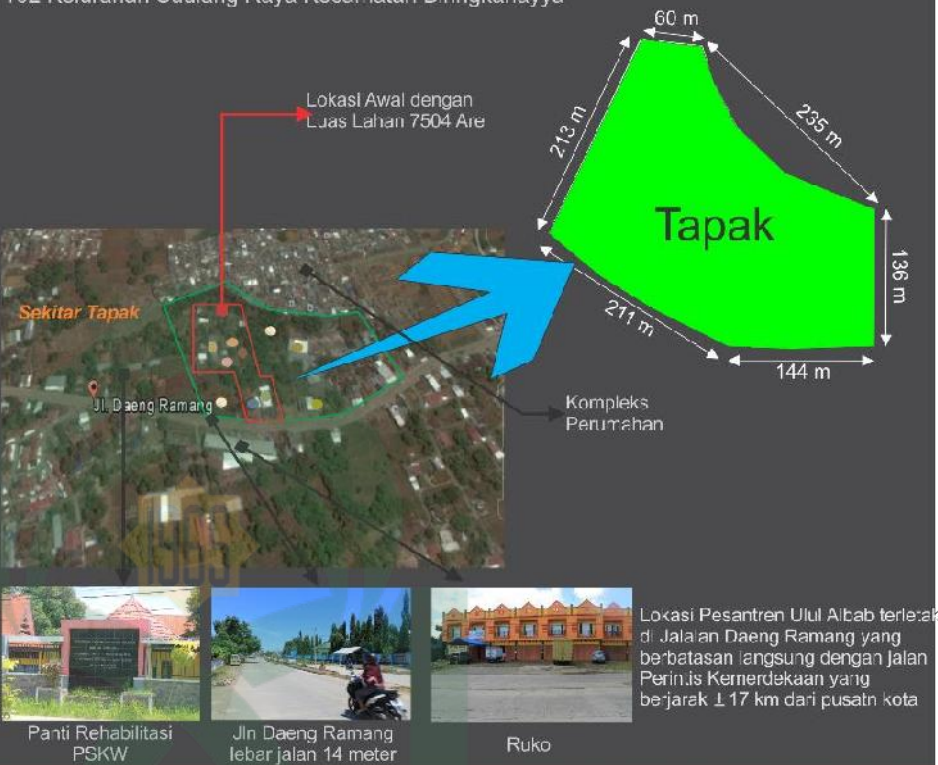 60 m
Lokasi Awal dengan
Luas Lahan 7504 Are
213 m
235 m
Tapak
136 m
211 m
144 m
Sekitar Tapak
Jl. Daeng Ramang
Kompleks
Perumahan
Lokasi Pesantren Ulul Albab terletak
di Jalalan Daeng Ramang yang
berbatasan langsung dengan jalan
Perintis Kemerdekaan yang
berjarak ± 17 km dari pusatn kota
Panti Rehabilitasi
PSKW
Jln Daeng Ramang
lebar jalan 14 meter
Ruko